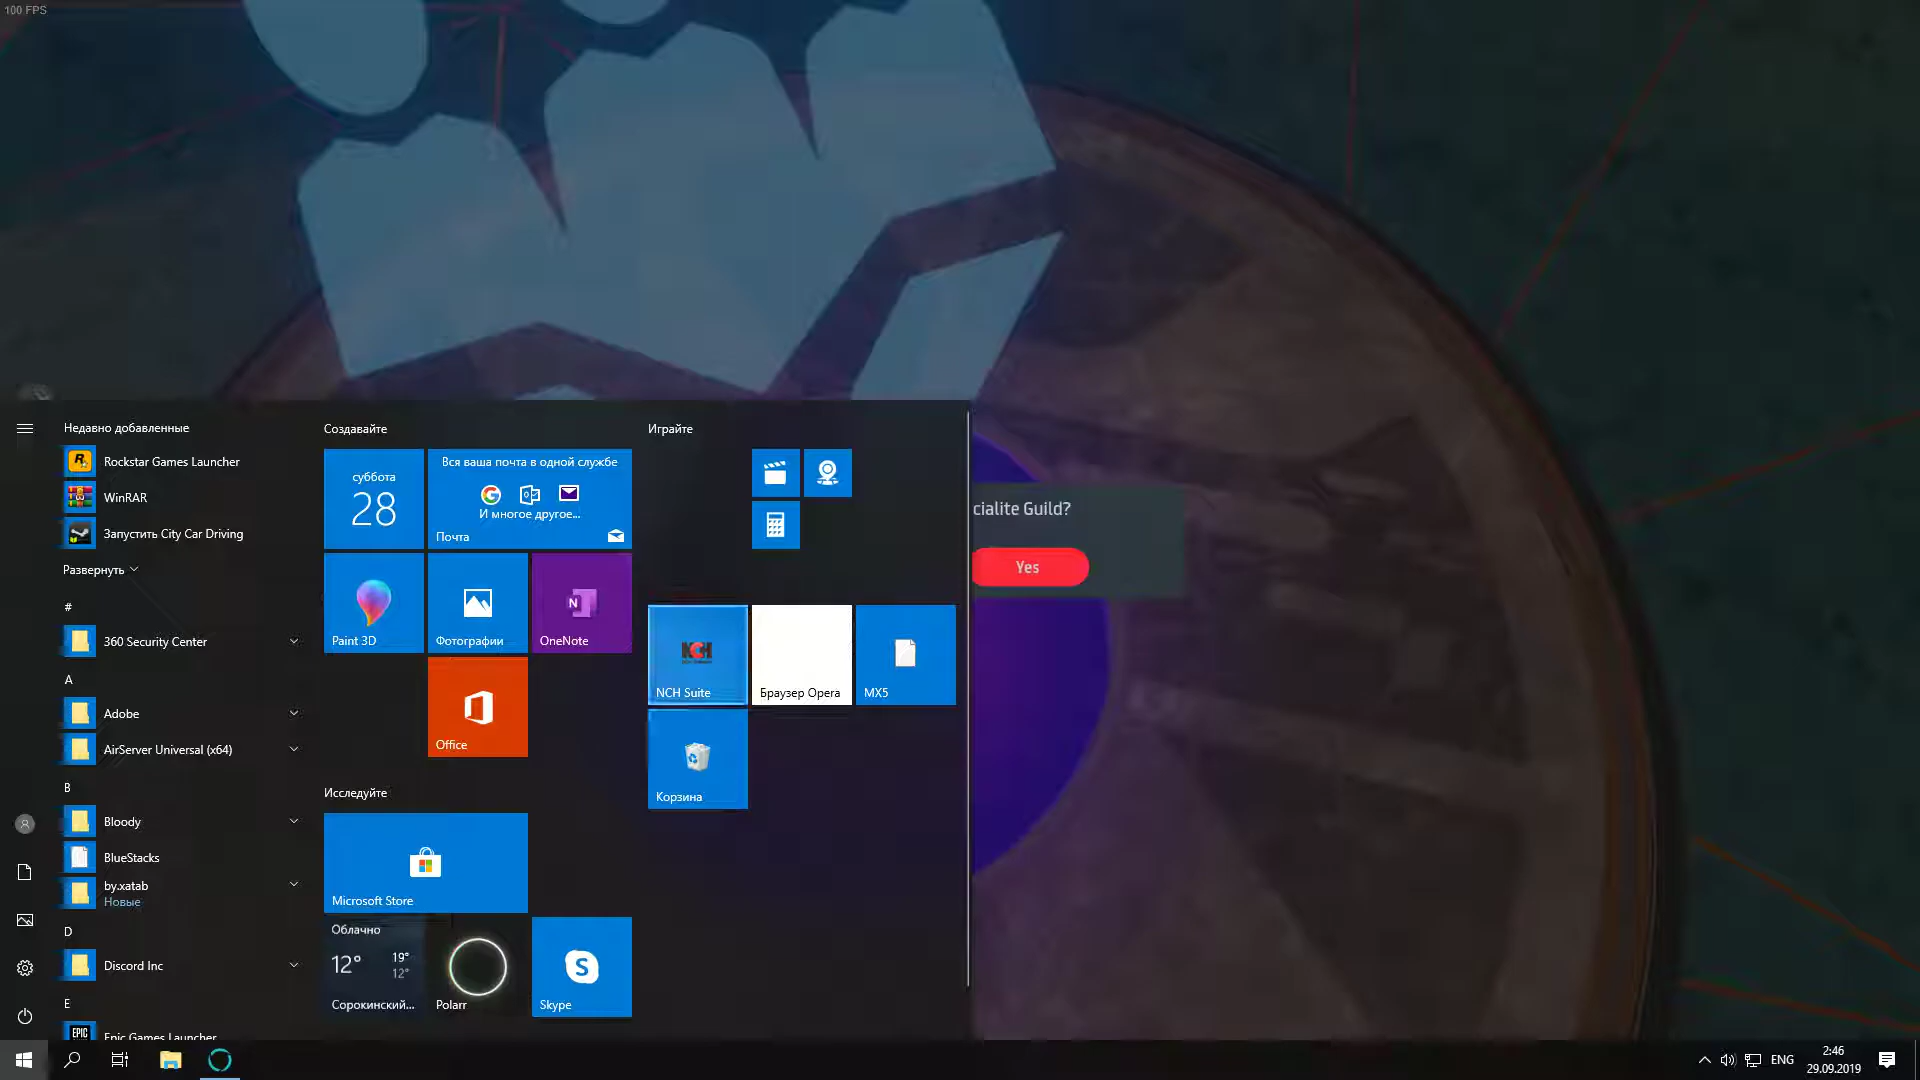 100 FPS
cialite Guild?
Yes
Недавно добавленные
Rockstar Games Launcher
WinRAR
Запустить City Car Driving
Развернуть
#
360 Security Center
A
Adobe
AirServer Universal (x64)
B
Bloody
BlueStacks
by.xatab
Новые
D
Discord Inc
E
EPIC
Epic Games Launcher
Создавайте
суббота
28
Вся ваша почта в одной службе
И многое другое...
Почта
Paint 3D
Фотографии
N
OneNote
Office
Исследуйте
Microsoft Store
Облачно
12° 19°
12°
Сорокинский...
Polarr
S
Skype
Играйте
NCH
NCH Suite
Браузер Opera
MX5
Корзина
ENG
2:46
29.09.2019